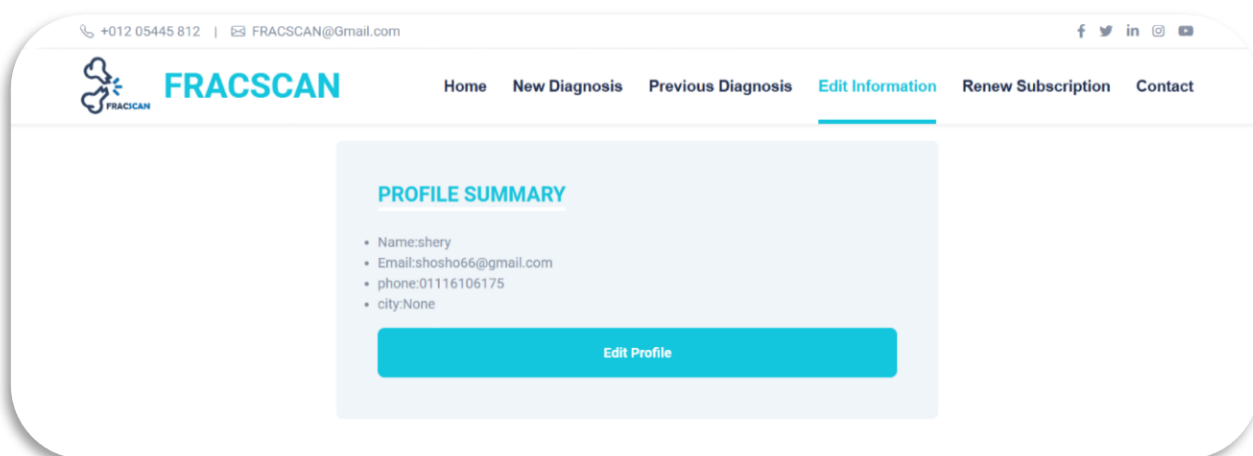 +012 05445 812 | FRACSCAN@Gmail.com
FRACSCAN
FRACSCAN Home New Diagnosis Previous Diagnosis Edit Information Renew Subscription Contact
PROFILE SUMMARY
Name:shery
Email:shosho66@gmail.com
phone:01116106175
city:None
Edit Profile